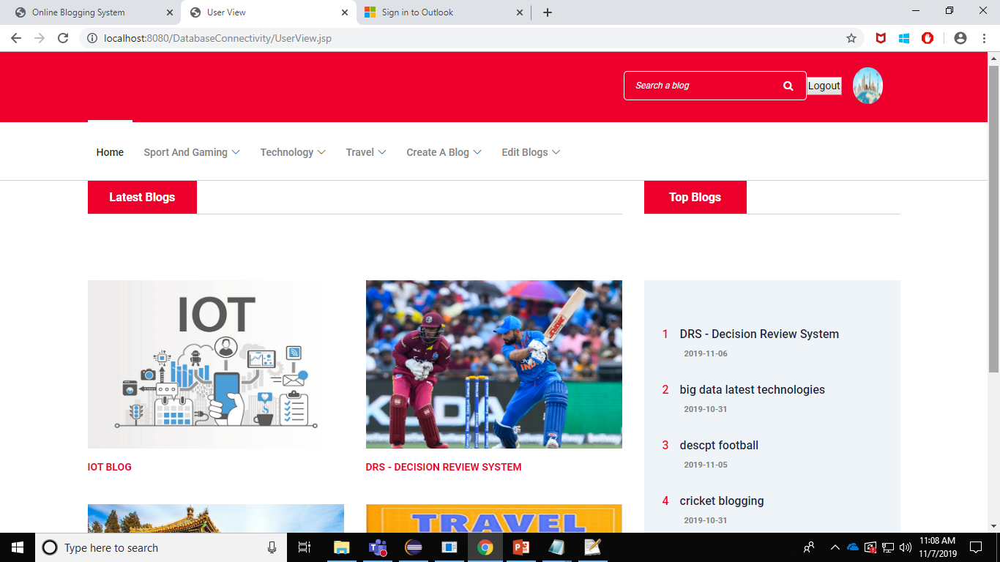 Online Blogging System
User View
Sign in to Outlook
localhost:8080/DatabaseConnectivity/UserView.jsp
Search a blog
Logout
Home
Sport And Gaming
Technology
Travel
Create A Blog
Edit Blogs
Latest Blogs
Top Blogs
IOT
IND
IOT BLOG
DRS - DECISION REVIEW SYSTEM
TRAVEL
1 DRS - Decision Review System
2019-11-06
2 big data latest technologies
2019-10-31
3 descpt football
2019-11-05
4 cricket blogging
2019-10-31
Type here to search
11:08 AM
11/7/2019